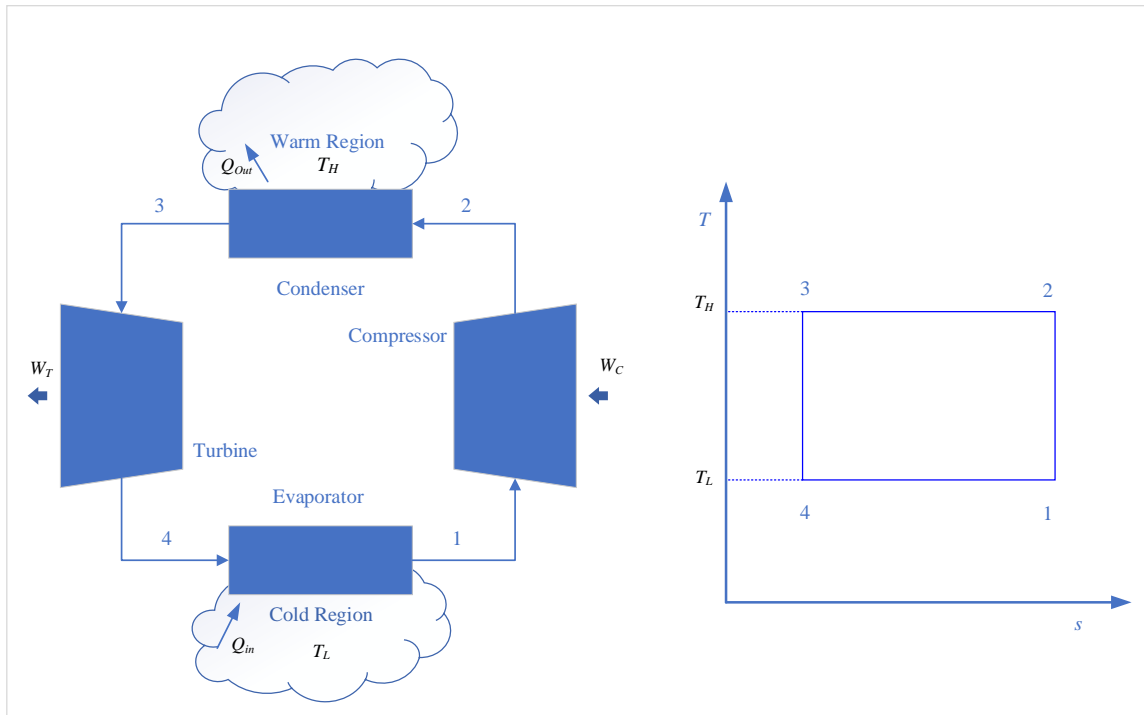 Warm Region
Q_Out
T_H
3
2
Condenser
Compressor
W_T
W_C
Turbine
Evaporator
4
1
Cold Region
Q_in
T_L
T
T_H
3
2
T_L
4
1
s